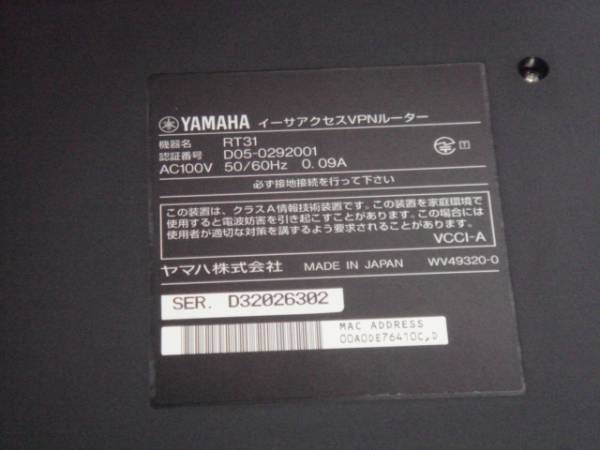 YAMAHA イーサアクセスVPNルーター
機器名 RT31
認証番号 D05-0292001
AC100V 50/60Hz 0.09A
必ず接地接続を行って下さい
この装置は、クラスA情報技術装置です。この装置を家庭環境で
使用すると電波妨害を引き起こすことがあります。この場合には
使用者が適切な対策を講ずるよう要求されることがあります。
VCCI-A
ヤマハ株式会社 MADE IN JAPAN WV49320-0
SER. D32026302
MAC ADDRESS
00A0DE76410C,D